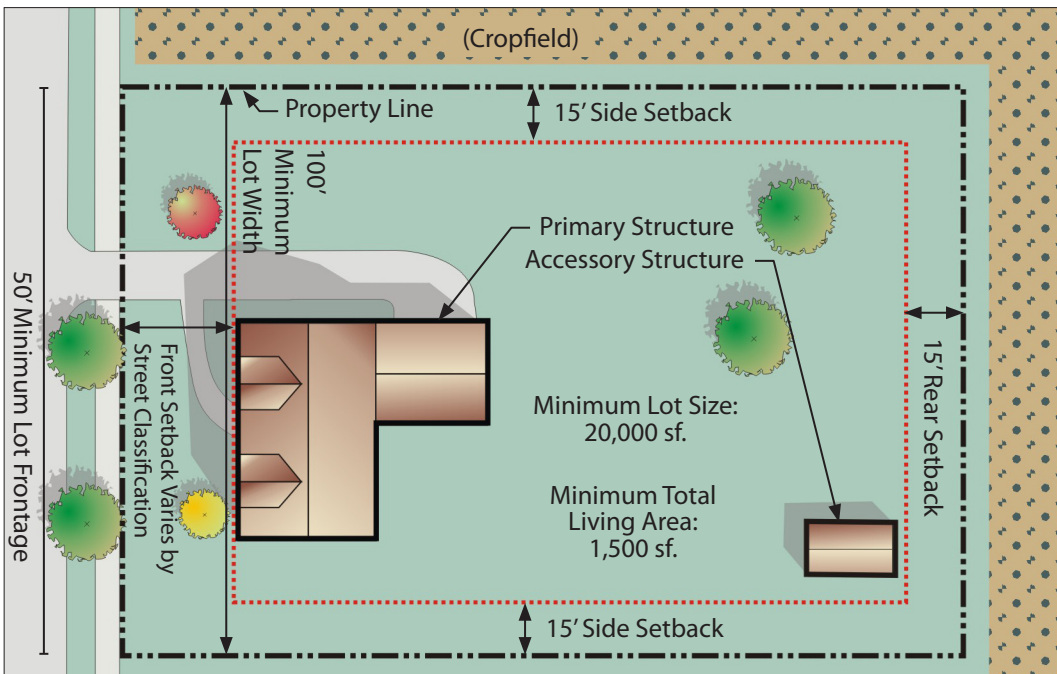 (Cropfield)
Property Line
15’ Side Setback
100’
Minimum
Lot Width
Primary Structure
Accessory Structure
50’ Minimum Lot Frontage
Front Setback Varies by
Street Classification
15’ Rear Setback
Minimum Lot Size:
20,000 sf.
Minimum Total
Living Area:
1,500 sf.
15’ Side Setback